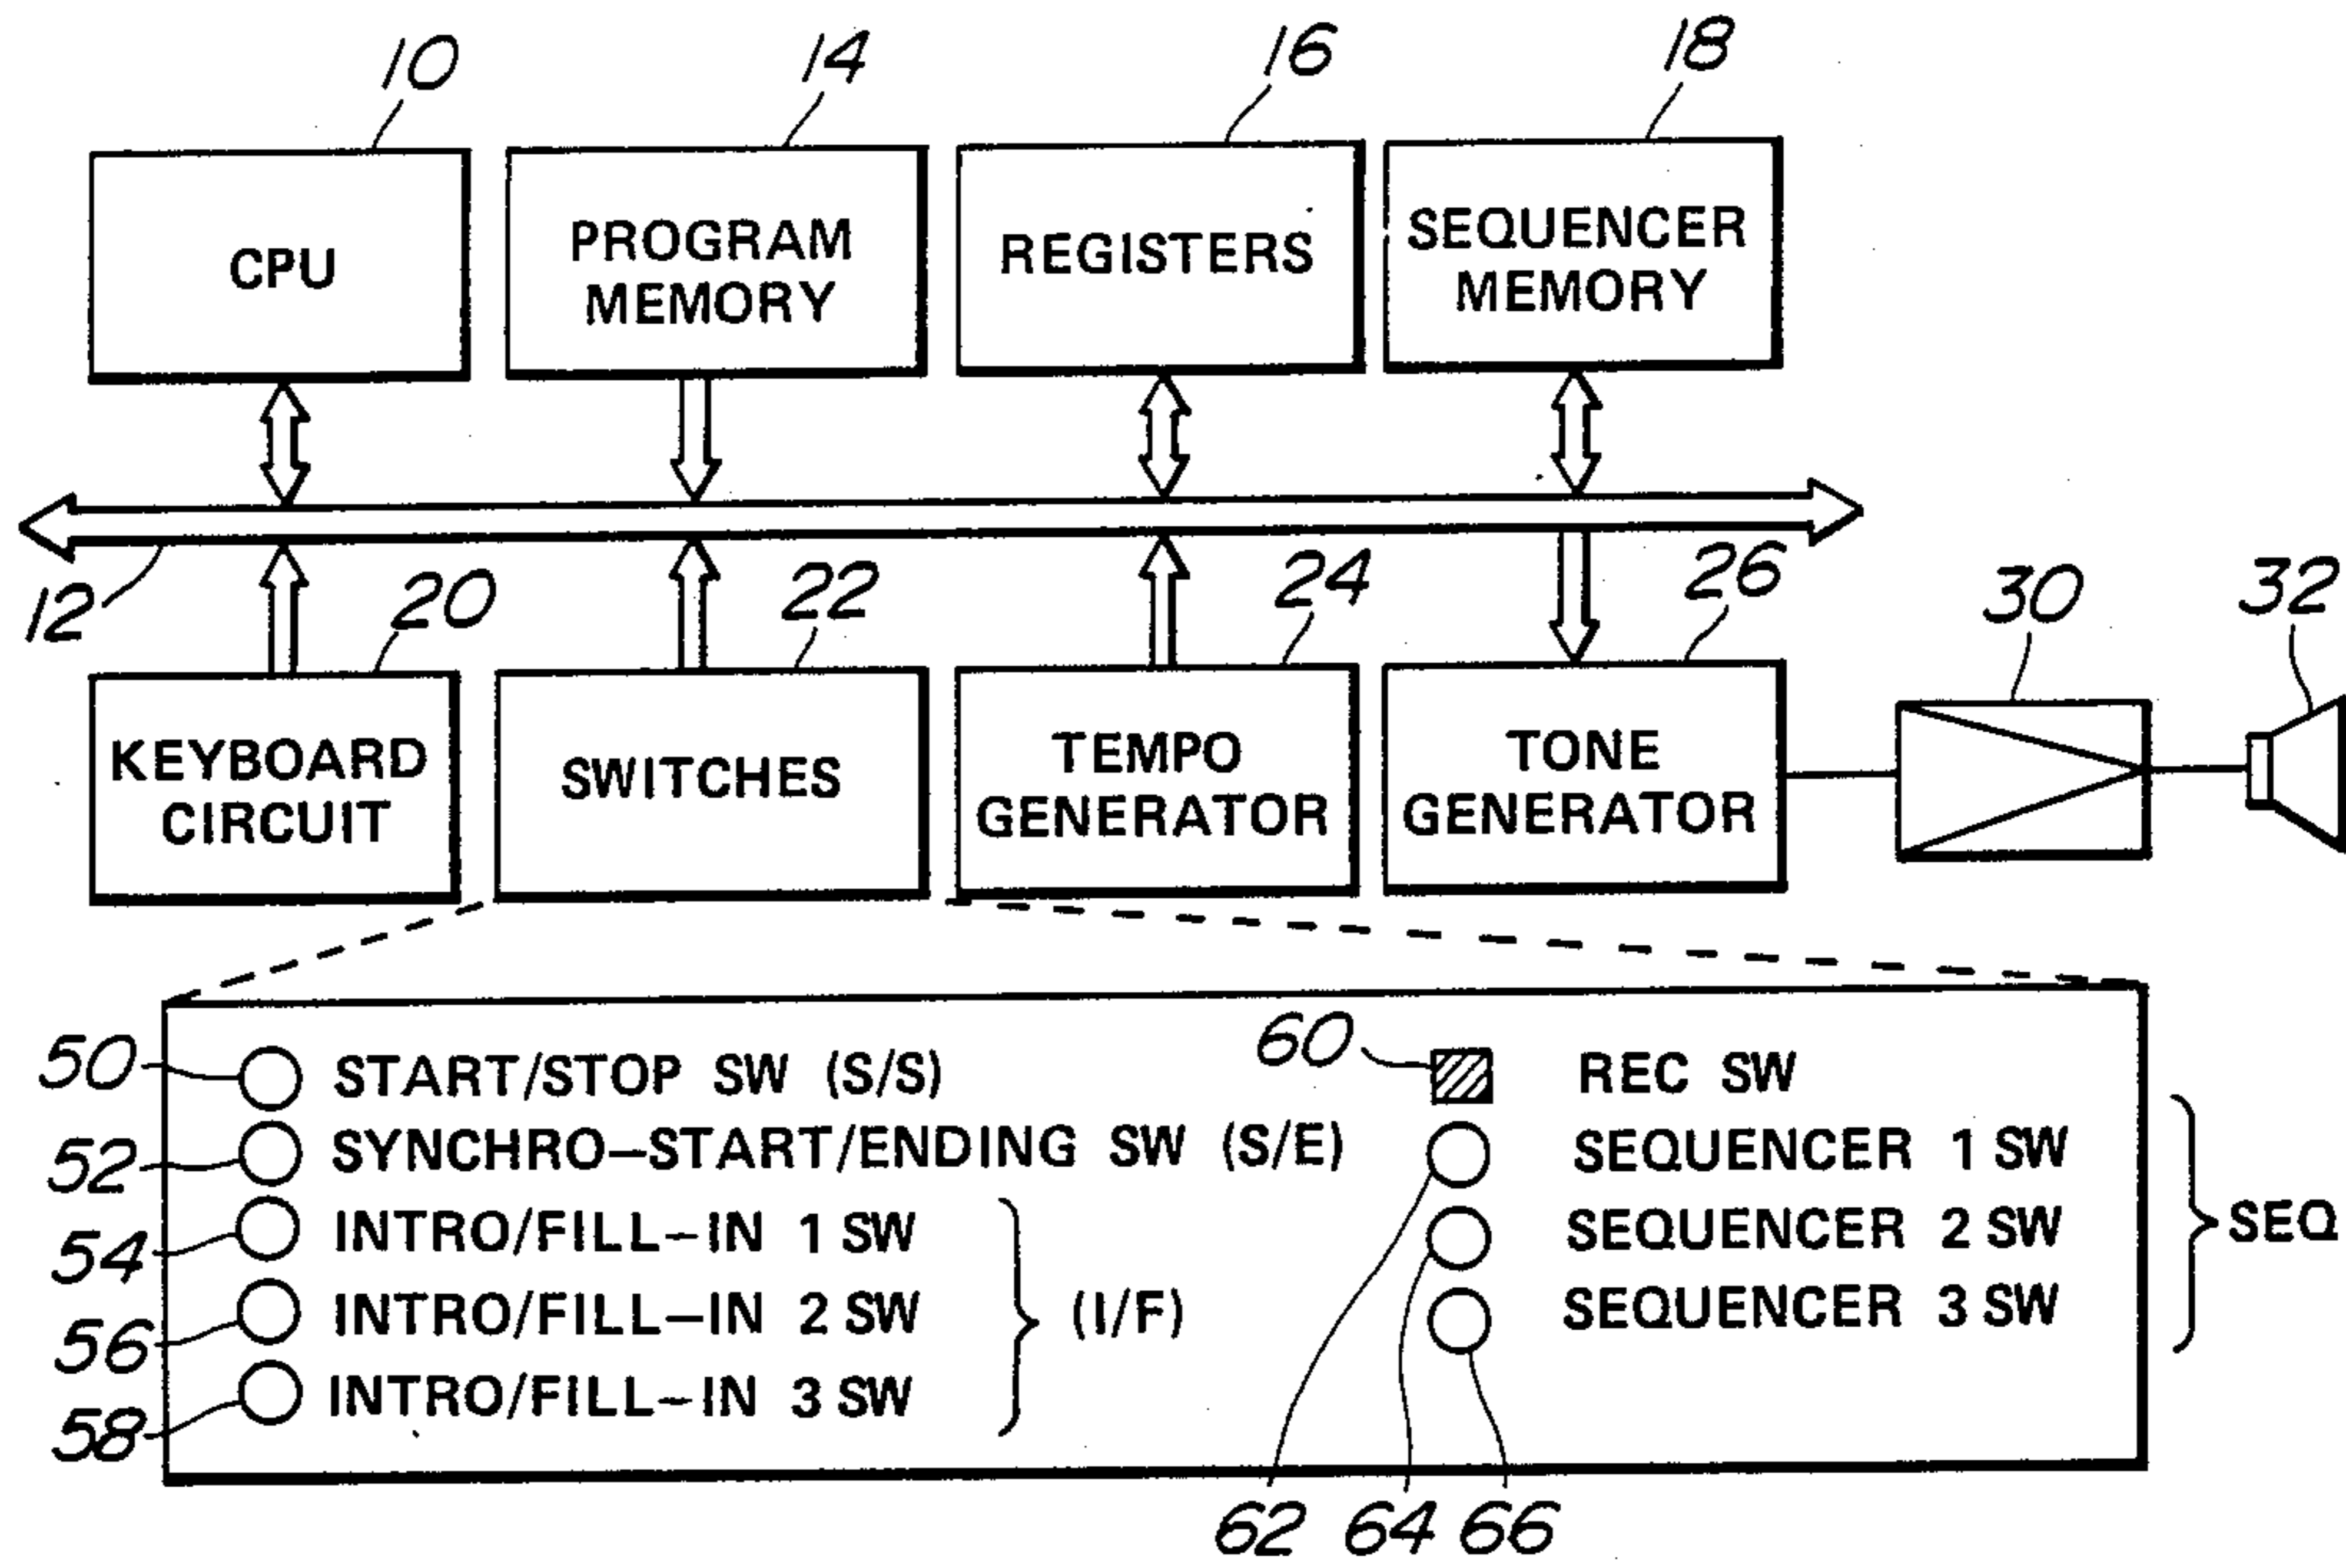 10
14
16
18
CPU
PROGRAM
MEMORY
REGISTERS
SEQUENCER
MEMORY
12
20
22
24
26
30
32
KEYBOARD
CIRCUIT
SWITCHES
TEMPO
GENERATOR
TONE
GENERATOR
50 START/STOP SW (S/S)
52 SYNCHRO-START/ENDING SW (S/E)
54 INTRO/FILL-IN 1 SW
56 INTRO/FILL-IN 2 SW
58 INTRO/FILL-IN 3 SW
(I/F)
60 REC SW
SEQUENCER 1 SW
SEQUENCER 2 SW
SEQUENCER 3 SW
SEQ
62 64 66